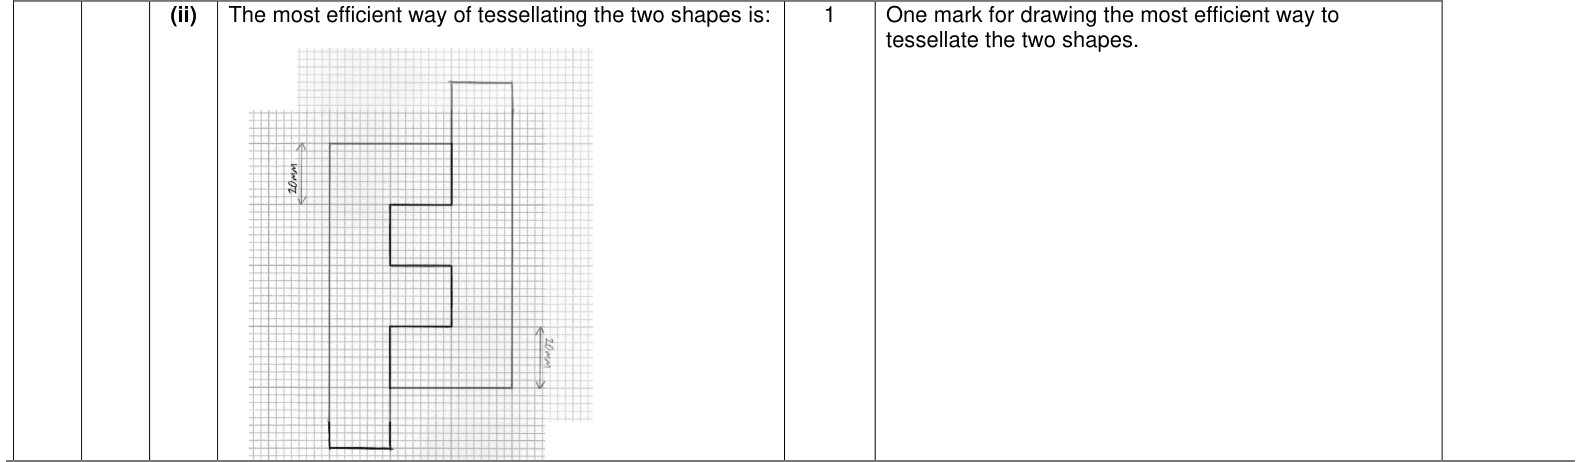 (ii)
The most efficient way of tessellating the two shapes is:
1
One mark for drawing the most efficient way to
tessellate the two shapes.
20mm
20mm